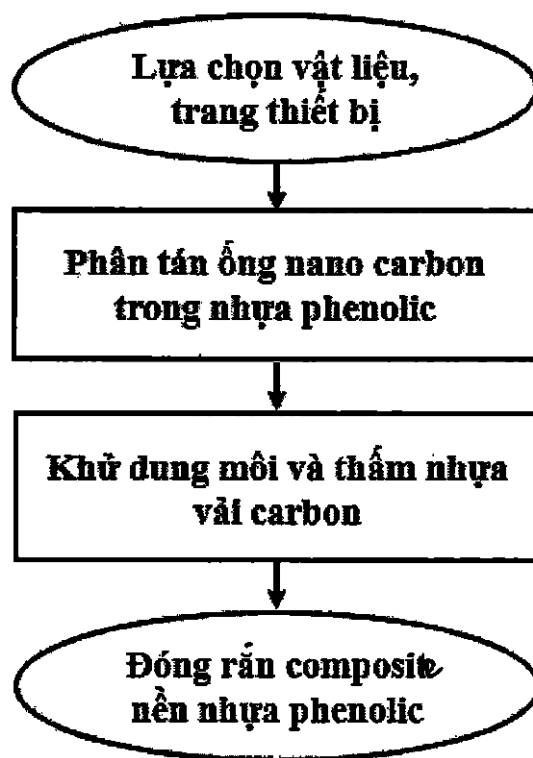 Lựa chọn vật liệu,
trang thiết bị
Phân tán ống nano carbon
trong nhựa phenolic
Khử dung môi và thấm nhựa
vải carbon
Đóng rắn composite
nền nhựa phenolic